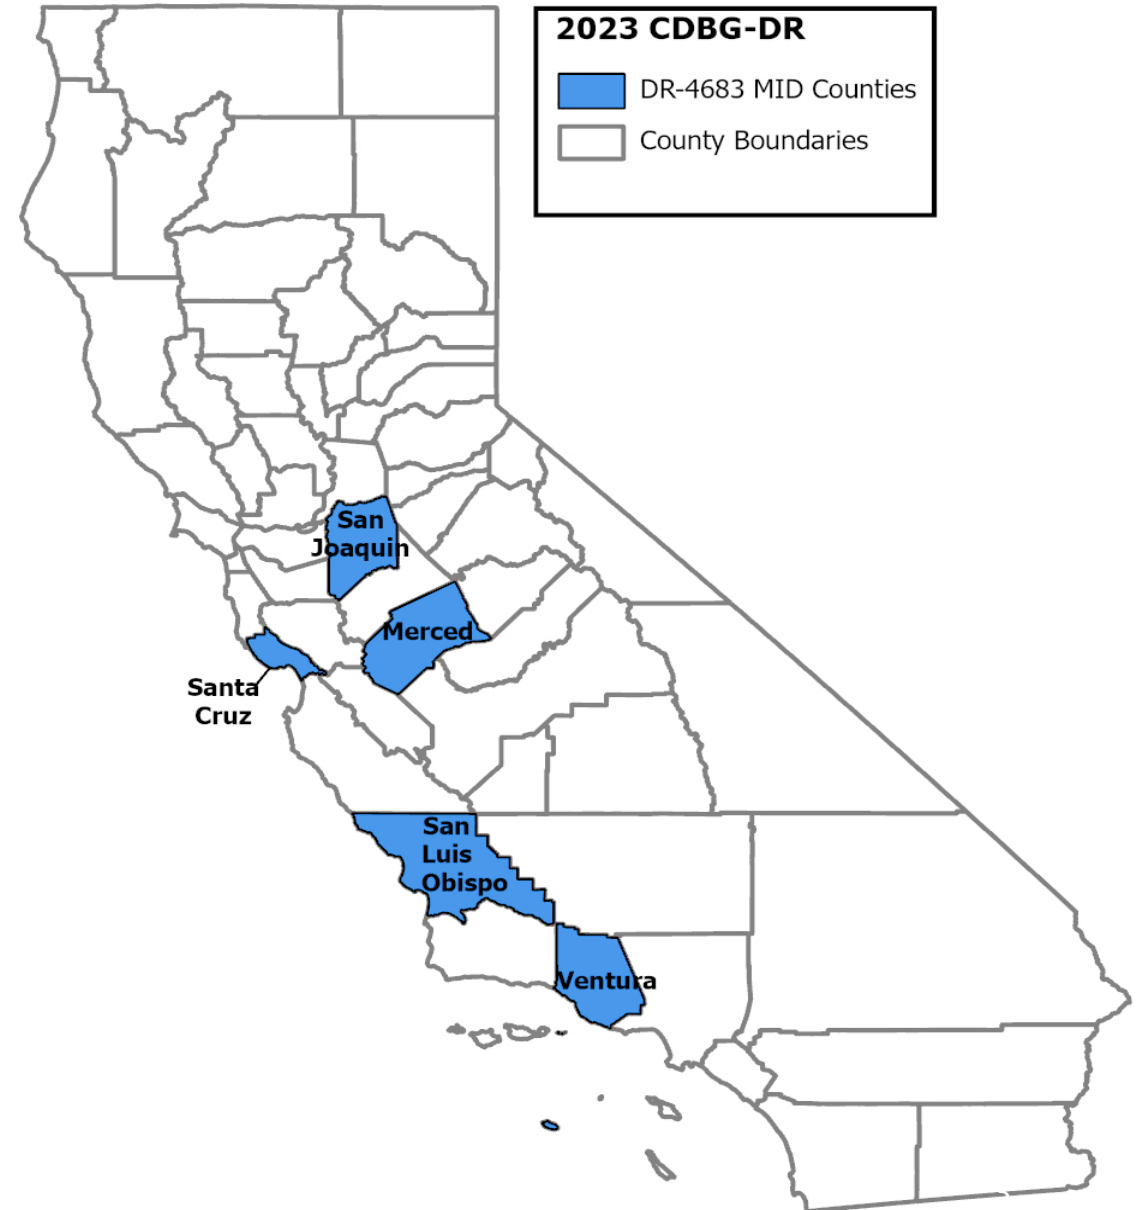 2023 CDBG-DR
DR-4683 MID Counties
County Boundaries
San
Joaquin
Merced
Santa
Cruz
San
Luis
Obispo
Ventura